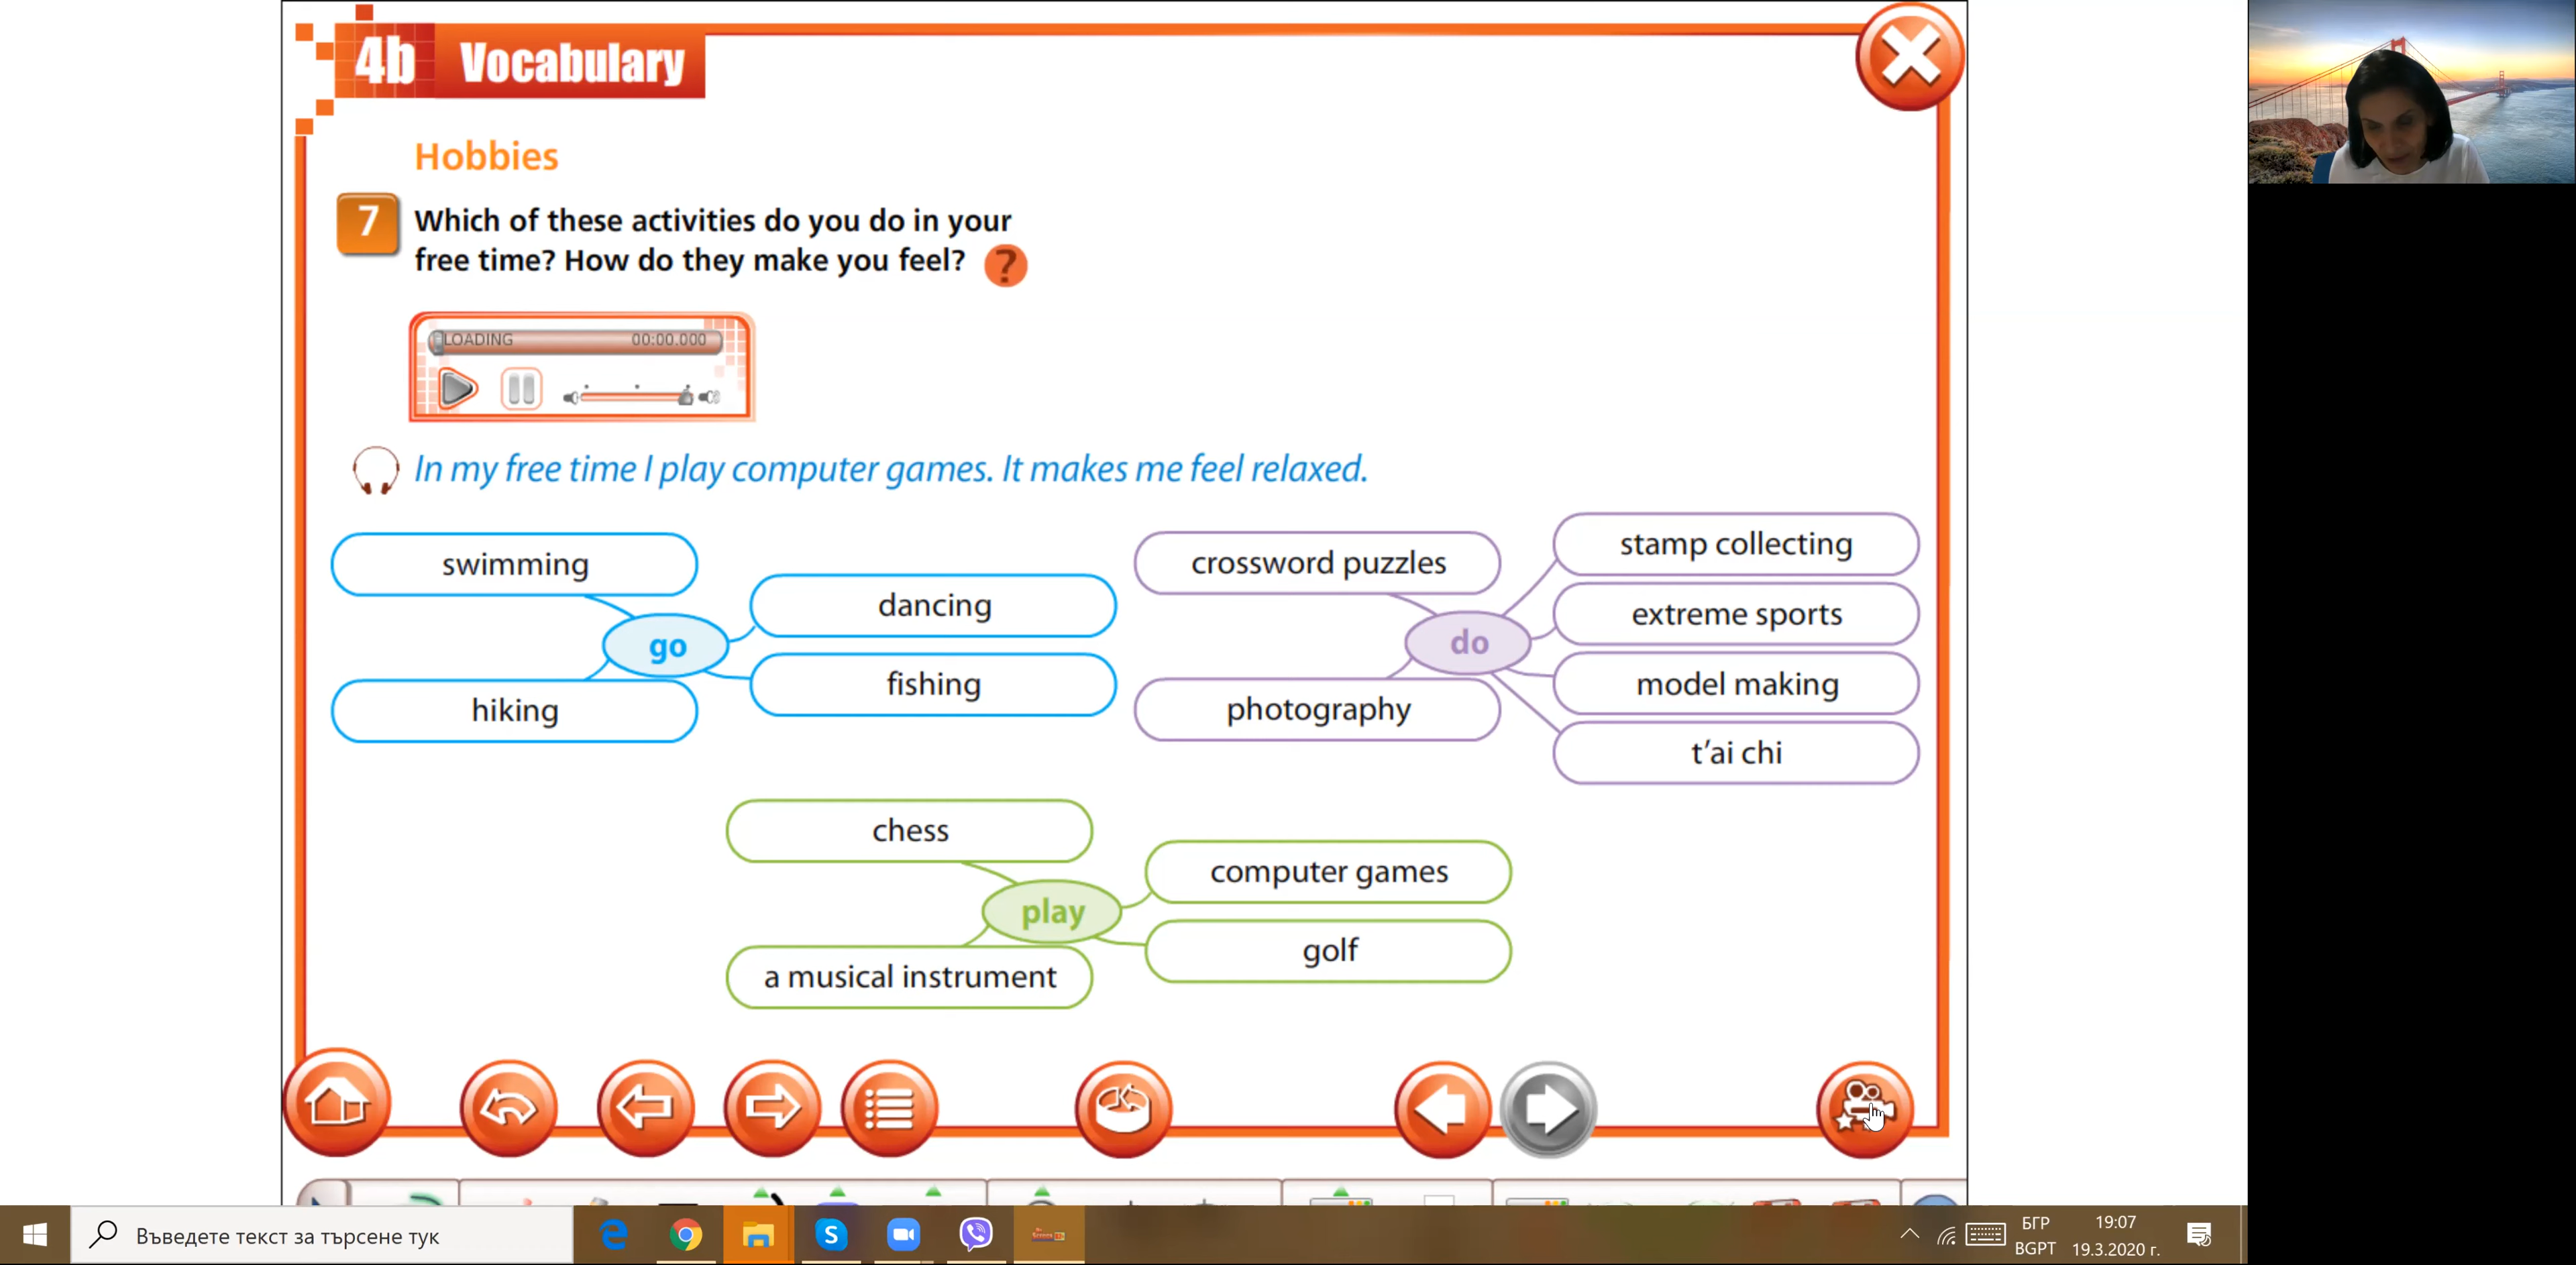 4b Vocabulary
Hobbies
7 Which of these activities do you do in your
free time? How do they make you feel? ?
LOADING 00:00.000
In my free time I play computer games. It makes me feel relaxed.
swimming
dancing
go
hiking
fishing
crossword puzzles
stamp collecting
extreme sports
do
model making
photography
t’ai chi
chess
computer games
play
golf
a musical instrument
Въведете текст за търсене тук
БГР
BGPT
19:07
19.3.2020 г.